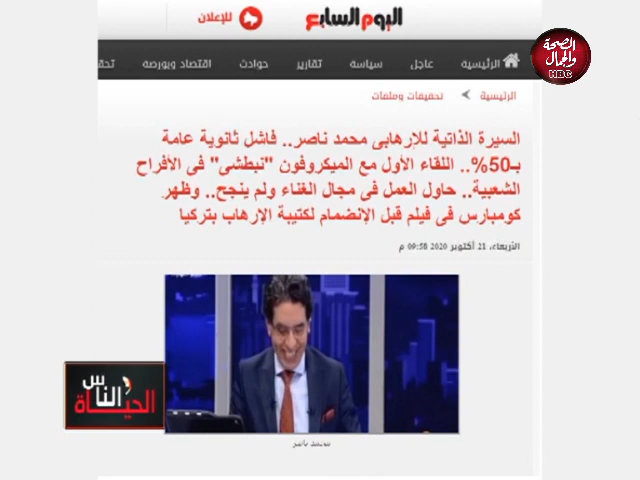 اليوم السابع
للإعلان
الصحة
والجمال
HBC
الرئيسية عاجل سياسة تقارير حوادث اقتصاد وبورصة تحق
الرئيسية تحقيقات وملفات
السيرة الذاتية للإرهابى محمد ناصر.. فاشل ثانوية عامة
بـ50%.. اللقاء الأول مع الميكروفون "نبطشى" فى الأفراح
الشعبية.. حاول العمل فى مجال الغناء ولم ينجح.. وظهر
كومبارس فى فيلم قبل الإنضمام لكتيبة الإرهاب بتركيا
الأربعاء، 21 أكتوبر 2020 09:58 م
الناس
الحياة
محمد ناصر